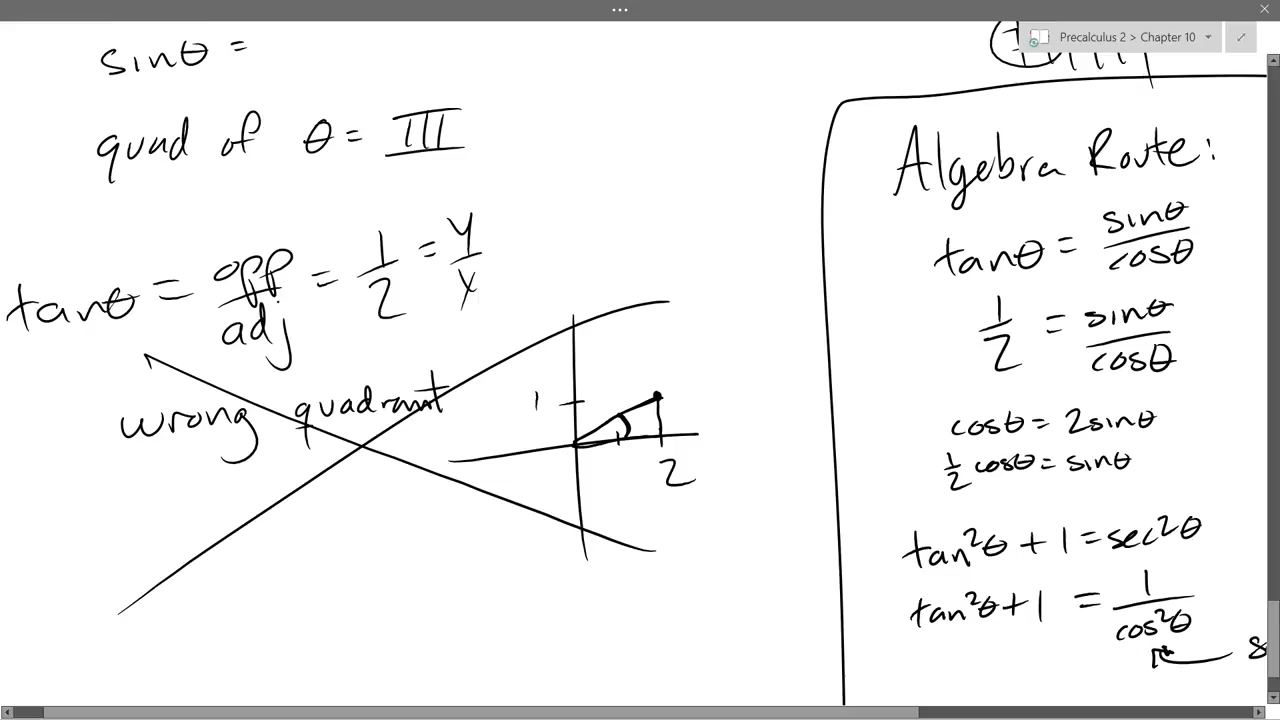 Precalculus 2 > Chapter 10
sinθ =
quad of θ = III
tanθ = opp/adj = 1/2 = y/x
wrong quadrant
1
2
Algebra Route:
tanθ = sinθ/cosθ
1/2 = sinθ/cosθ
cosθ = 2sinθ
1/2 cosθ = sinθ
tan²θ + 1 = sec²θ
tan²θ + 1 = 1/cos²θ